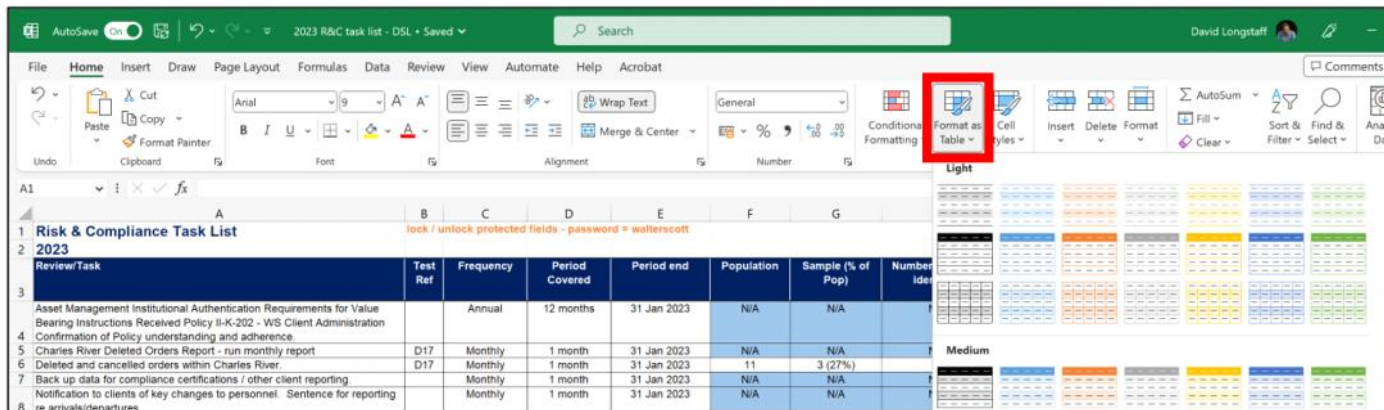 AutoSave On 2023 R&C task list - DSL • Saved Search David Longstaff
File Home Insert Draw Page Layout Formulas Data Review View Automate Help Acrobat Comments
Paste
Cut
Copy
Format Painter
Arial 9 A^ A˅
B I U A
ab Wrap Text
Merge & Center
General
% 9
Conditional Formatting
Format as Table
Cell Styles
Insert Delete Format
AutoSum
Fill
Clear
Sort & Filter
Find & Select
Undo Clipboard Font Alignment Number
Light
A1 fx
A B C D E F G
1 Risk & Compliance Task List lock / unlock protected fields - password = walterscott
2 2023
3 Review/Task Test Ref Frequency Period Covered Period end Population Sample (% of Pop) Number
4 Asset Management Institutional Authentication Requirements for Value Annual 12 months 31 Jan 2023 N/A N/A
Bearing Instructions Received Policy II-K-202 - WS Client Administration
Confirmation of Policy understanding and adherence.
5 Charles River Deleted Orders Report - run monthly report D17 Monthly 1 month 31 Jan 2023 N/A N/A
6 Deleted and cancelled orders within Charles River. D17 Monthly 1 month 31 Jan 2023 11 3 (27%)
7 Back up data for compliance certifications / other client reporting. Monthly 1 month 31 Jan 2023 N/A N/A
Notification to clients of key changes to personnel. Sentence for reporting Monthly 1 month 31 Jan 2023 N/A N/A
8 re arrivals/departures
Medium